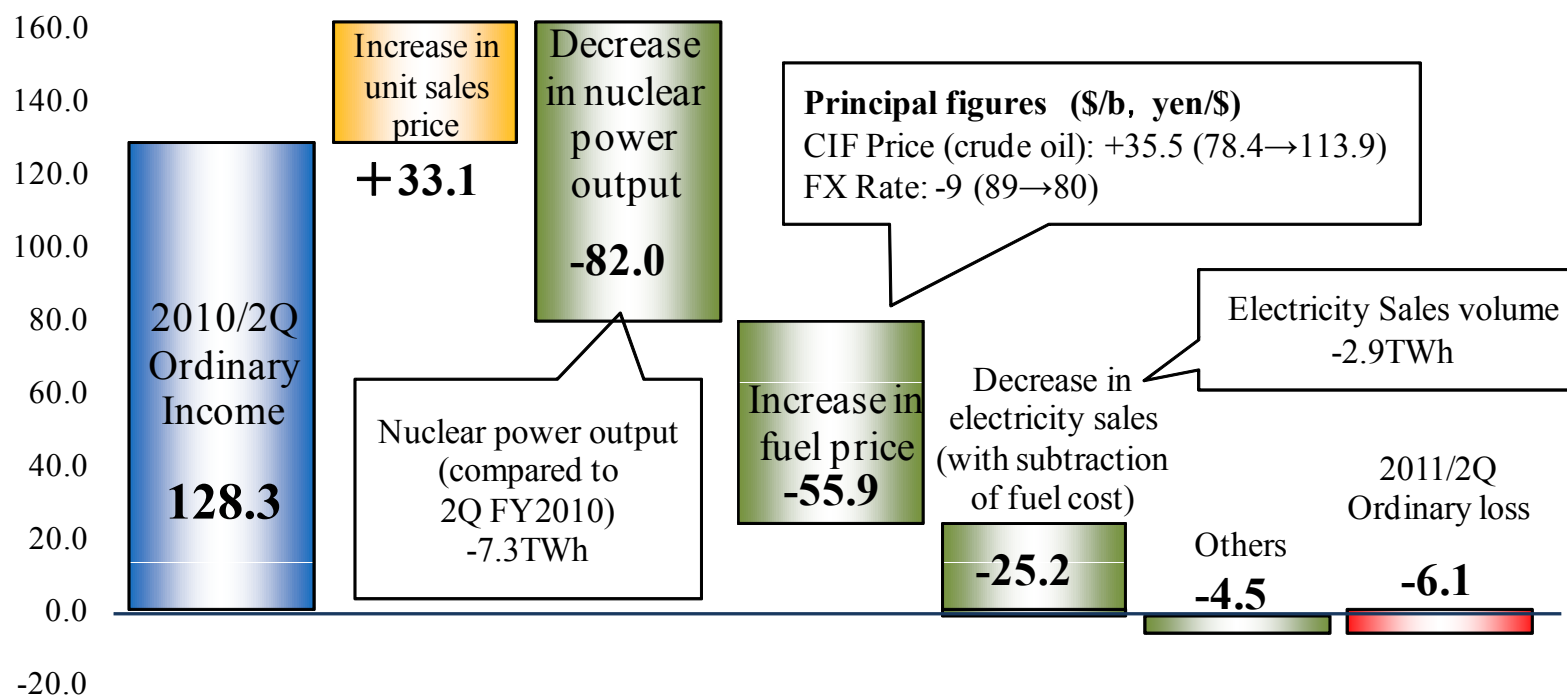 160.0
140.0
120.0
100.0
80.0
60.0
40.0
20.0
0.0
-20.0
2010/2Q
Ordinary
Income
128.3
Increase in
unit sales
price
+33.1
Decrease
in nuclear
power
output
-82.0
Nuclear power output
(compared to
2Q FY2010)
-7.3TWh
Principal figures ($/b, yen/$)
CIF Price (crude oil): +35.5 (78.4→113.9)
FX Rate: -9 (89→80)
Increase in
fuel price
-55.9
Electricity Sales volume
-2.9TWh
Decrease in
electricity sales
(with subtraction
of fuel cost)
-25.2
Others
-4.5
2011/2Q
Ordinary loss
-6.1